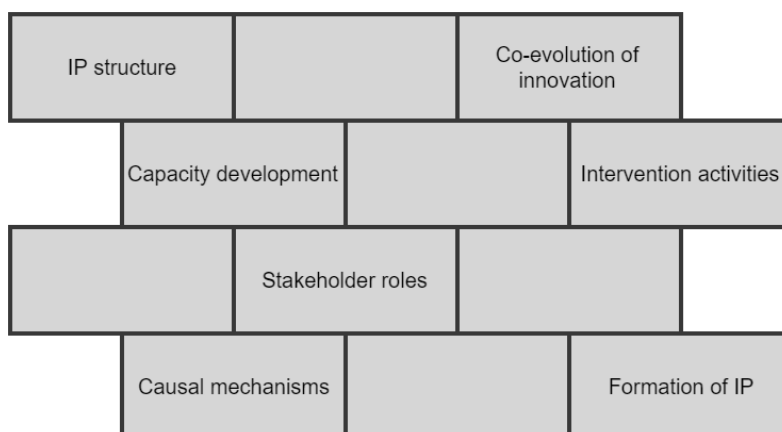 IP structure
Co-evolution of
innovation
Capacity development
Intervention activities
Stakeholder roles
Causal mechanisms
Formation of IP